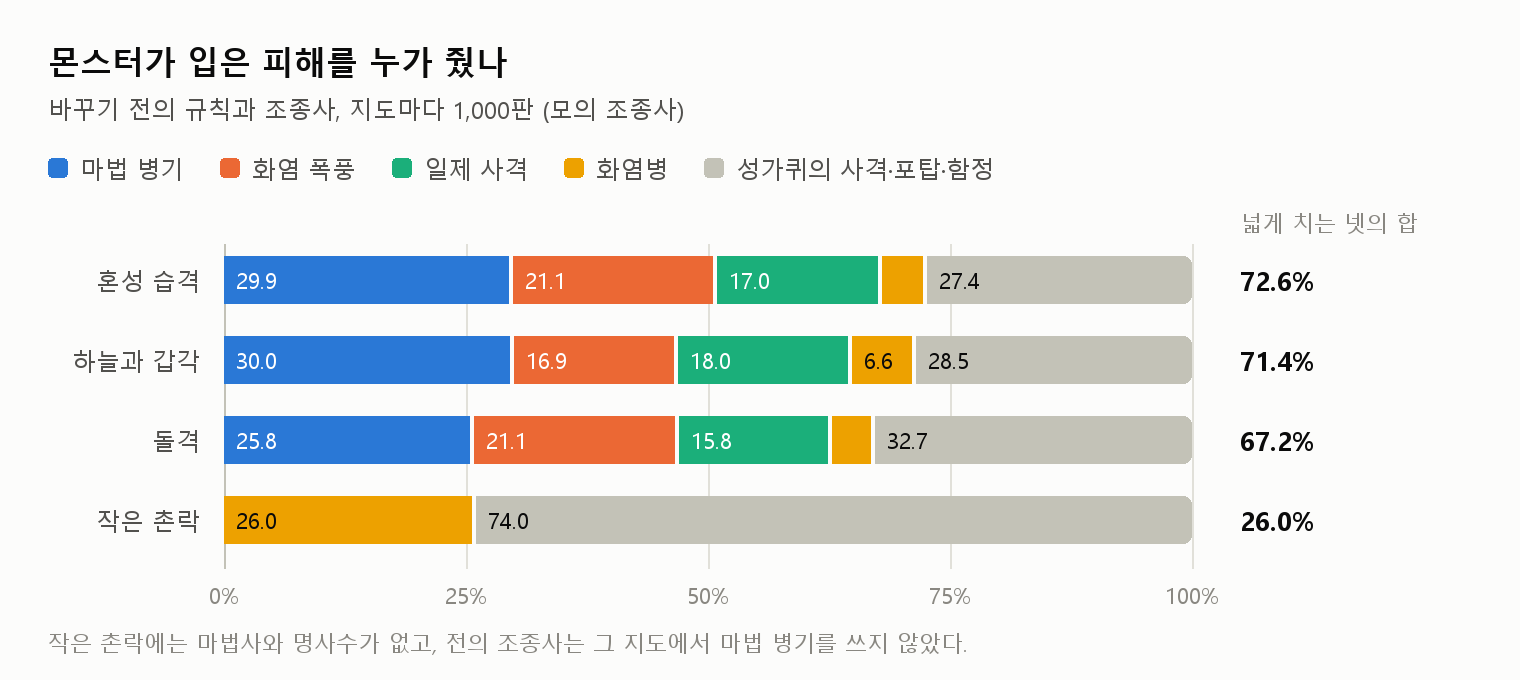 몬스터가 입은 피해를 누가 줬나
바꾸기 전의 규칙과 조종사, 지도마다 1,000판 (모의 조종사)
마법 병기 화염 폭풍 일제 사격 화염병 성가퀴의 사격·포탑·함정
넓게 치는 넷의 합
혼성 습격 29.9 21.1 17.0 27.4 72.6%
하늘과 갑각 30.0 16.9 18.0 6.6 28.5 71.4%
돌격 25.8 21.1 15.8 32.7 67.2%
작은 촌락 26.0 74.0 26.0%
0% 25% 50% 75% 100%
작은 촌락에는 마법사와 명사수가 없고, 전의 조종사는 그 지도에서 마법 병기를 쓰지 않았다.